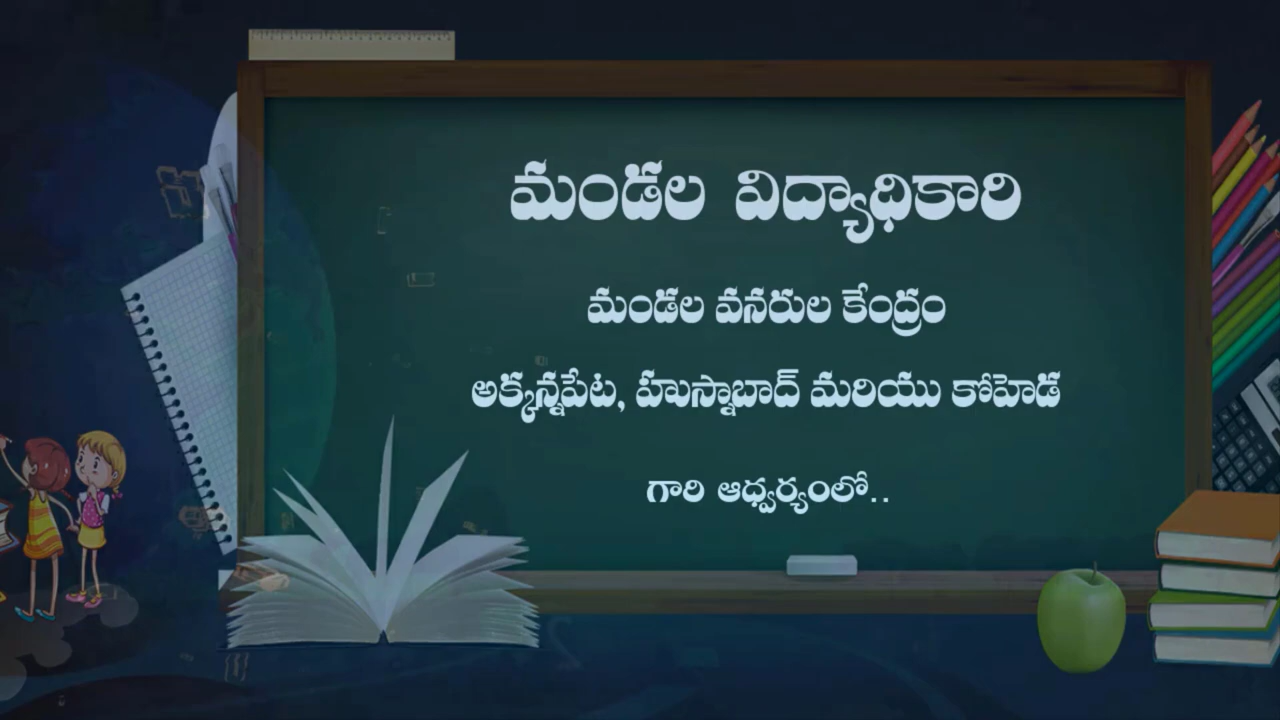 మండల విద్యాధికారి
మండల వనరుల కేంద్రం
అక్కన్నపేట, హుస్నాబాద్ మరియు కోహెడ
గారి ఆధ్వర్యంలో..